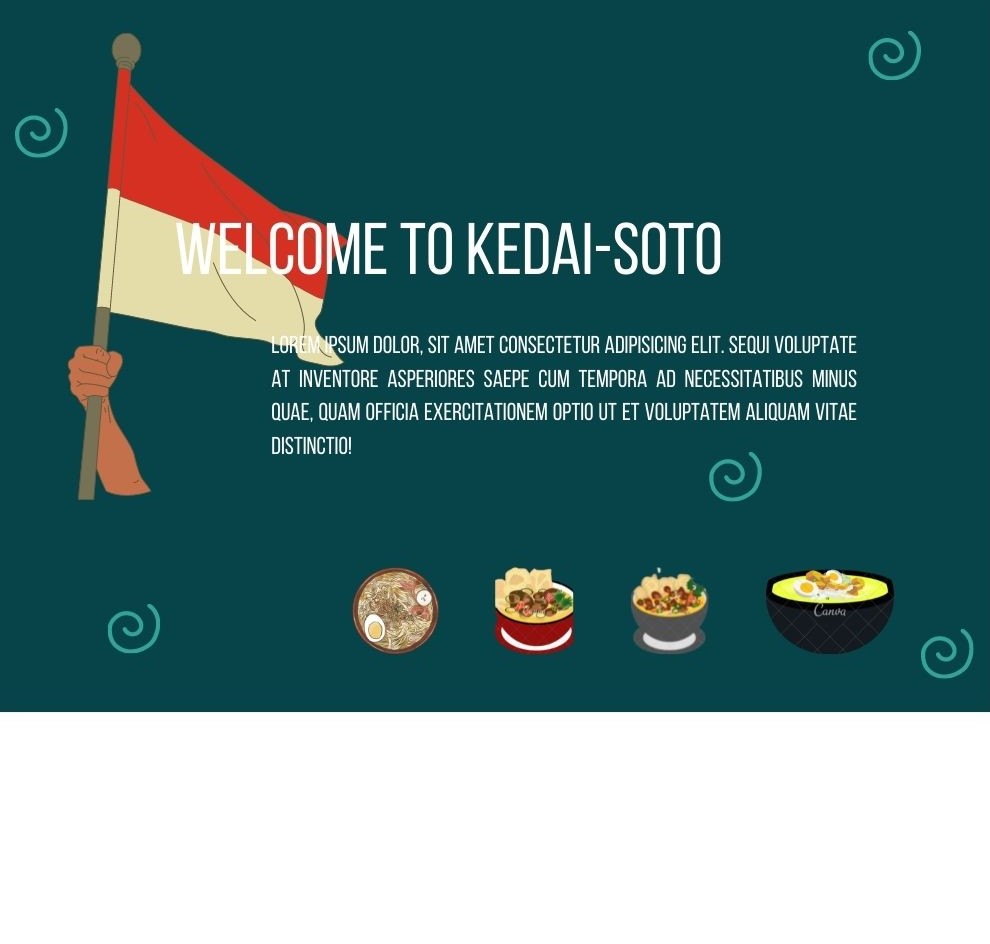 WELCOME TO KEDAI-SOTO
LOREM IPSUM DOLOR, SIT AMET CONSECTETUR ADIPISICING ELIT. SEQUI VOLUPTATE
AT INVENTORE ASPERIORES SAEPE CUM TEMPORA AD NECESSITATIBUS MINUS
QUAE, QUAM OFFICIA EXERCITATIONEM OPTIO UT ET VOLUPTATEM ALIQUAM VITAE
DISTINCTIO!
Canva